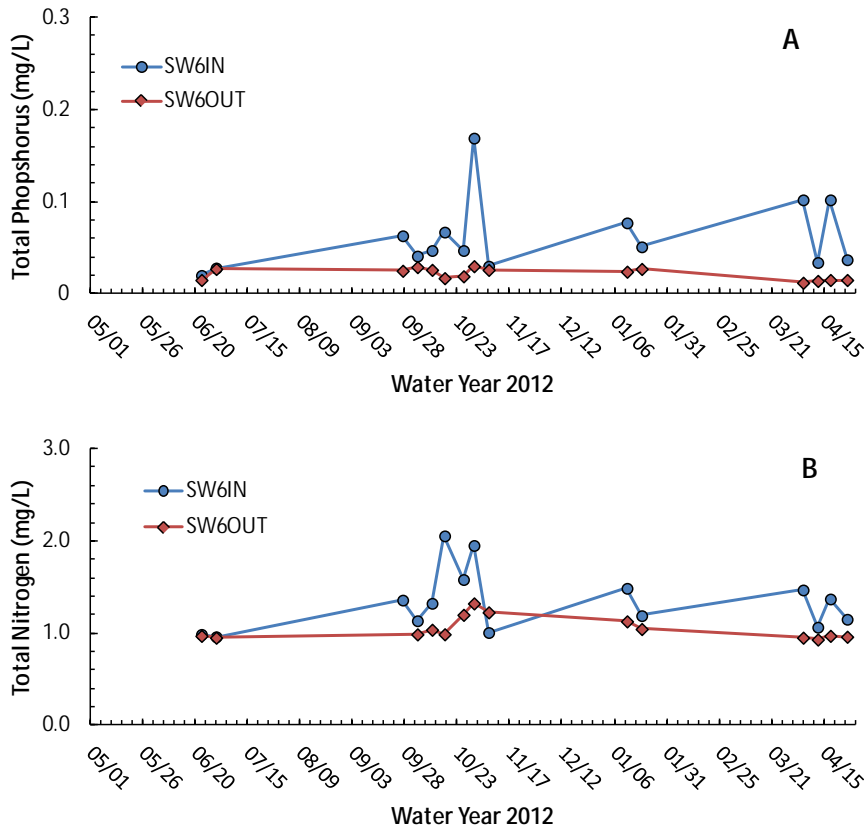 0.3
A
SW6IN
SW6OUT
0.2
0.1
0
Total Phopshorus (mg/L)
05/01 05/26 06/20 07/15 08/09 09/03 09/28 10/23 11/17 12/12 01/06 01/31 02/25 03/21 04/15
Water Year 2012
3.0
B
SW6IN
SW6OUT
2.0
1.0
0.0
Total Nitrogen (mg/L)
05/01 05/26 06/20 07/15 08/09 09/03 09/28 10/23 11/17 12/12 01/06 01/31 02/25 03/21 04/15
Water Year 2012